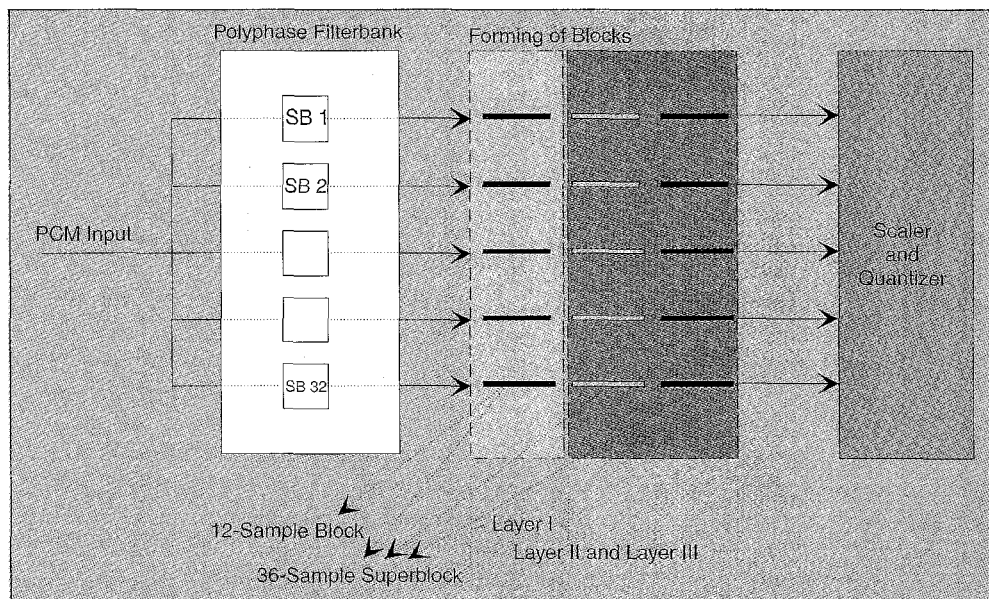 Polyphase Filterbank
Forming of Blocks
SB 1
SB 2
PCM Input
Scaler
and
Quantizer
SB 32
12-Sample Block
Layer I
Layer II and Layer III
36-Sample Superblock